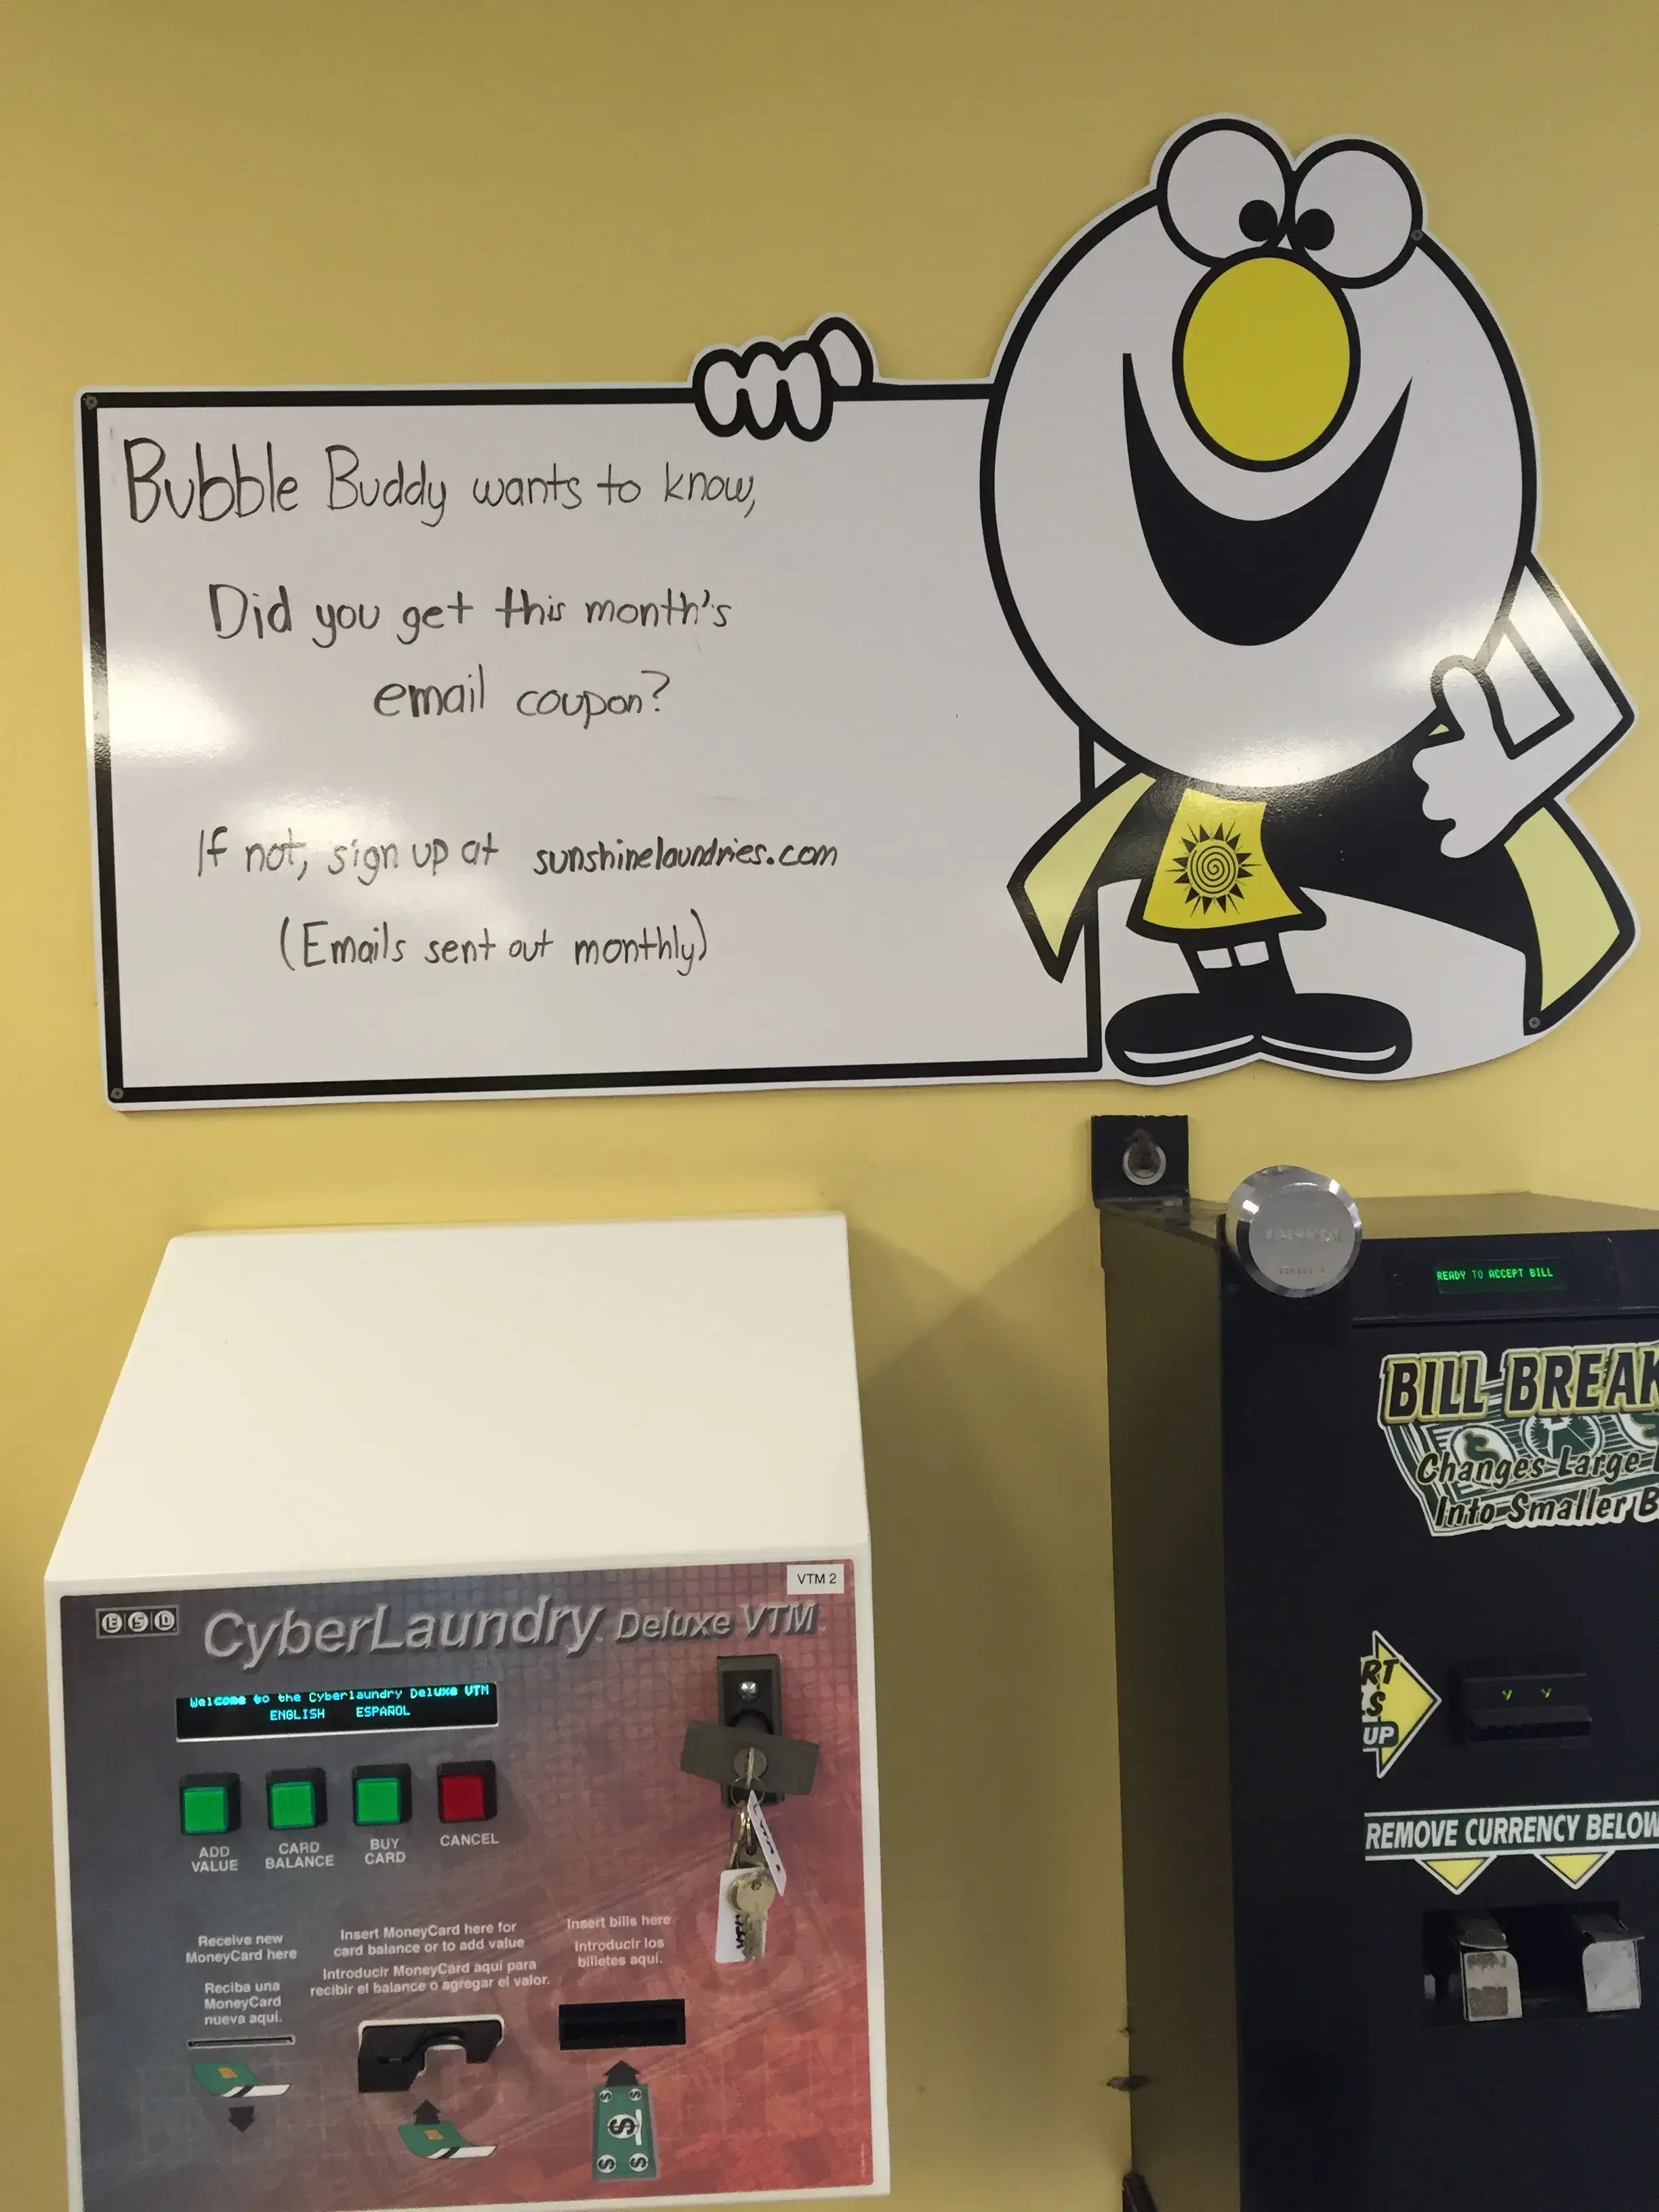 Bubble Buddy wants to know,
Did you get this month's
email coupon?
If not, sign up at sunshinelaundries.com
(Emails sent out monthly)
READY TO ACCEPT BILL
BILL BREAK
Changes Large
Into Smaller B
RT
LS
UP
REMOVE CURRENCY BELOW
VTM 2
ESD
CyberLaundry Deluxe VTM
Welcome to the Cyberlaundry Deluxe VTM
ENGLISH ESPAÑOL
ADD
VALUE
CARD
BALANCE
BUY
CARD
CANCEL
Receive new
MoneyCard here
Reciba una
MoneyCard
nueva aquí.
Insert MoneyCard here for
card balance or to add value
Introducir MoneyCard aquí para
recibir el balance o agregar el valor.
Insert bills here
Introducir los
billetes aquí.